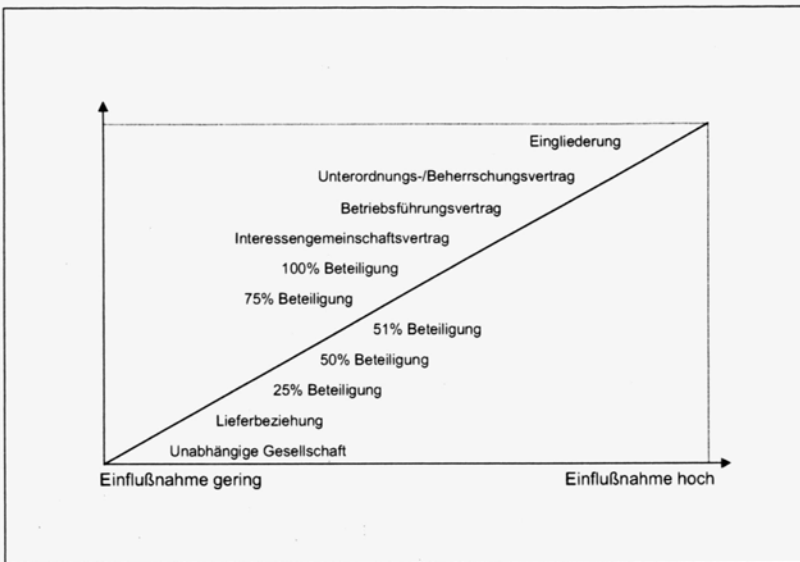 Eingliederung
Unterordnungs-/Beherrschungsvertrag
Betriebsführungsvertrag
Interessengemeinschaftsvertrag
100% Beteiligung
75% Beteiligung
51% Beteiligung
50% Beteiligung
25% Beteiligung
Lieferbeziehung
Unabhängige Gesellschaft
Einflußnahme gering
Einflußnahme hoch